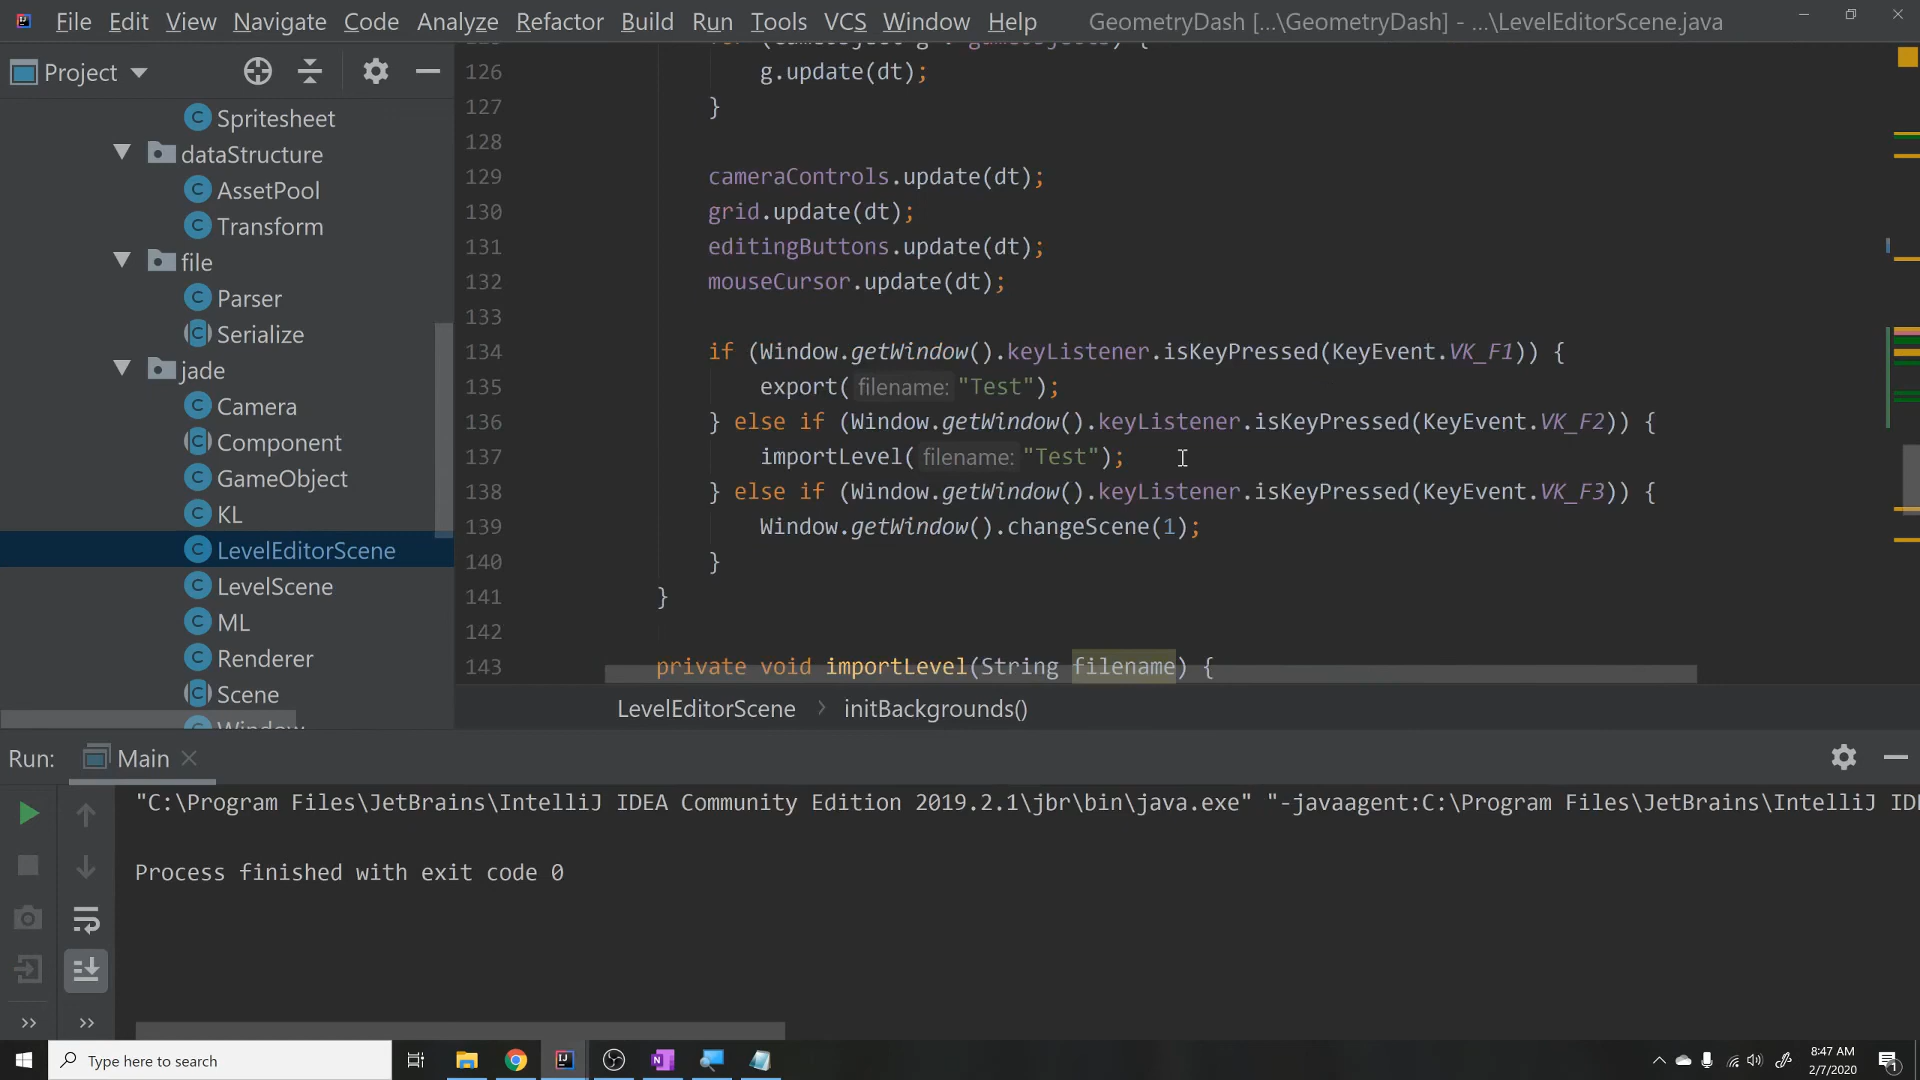 File Edit View Navigate Code Analyze Refactor Build Run Tools VCS Window Help GeometryDash [...\GeometryDash] - ...\LevelEditorScene.java
Project
Spritesheet
dataStructure
AssetPool
Transform
file
Parser
Serialize
jade
Camera
Component
GameObject
KL
LevelEditorScene
LevelScene
ML
Renderer
Scene
Window
126 g.update(dt);
127 }
128
129 cameraControls.update(dt);
130 grid.update(dt);
131 editingButtons.update(dt);
132 mouseCursor.update(dt);
133
134 if (Window.getWindow().keyListener.isKeyPressed(KeyEvent.VK_F1)) {
135 export( filename: "Test");
136 } else if (Window.getWindow().keyListener.isKeyPressed(KeyEvent.VK_F2)) {
137 importLevel( filename: "Test");
138 } else if (Window.getWindow().keyListener.isKeyPressed(KeyEvent.VK_F3)) {
139 Window.getWindow().changeScene(1);
140 }
141 }
142
143 private void importLevel(String filename) {
LevelEditorScene › initBackgrounds()
Run: Main
"C:\Program Files\JetBrains\IntelliJ IDEA Community Edition 2019.2.1\jbr\bin\java.exe" "-javaagent:C:\Program Files\JetBrains\IntelliJ ID
Process finished with exit code 0
Type here to search
8:47 AM
2/7/2020
1